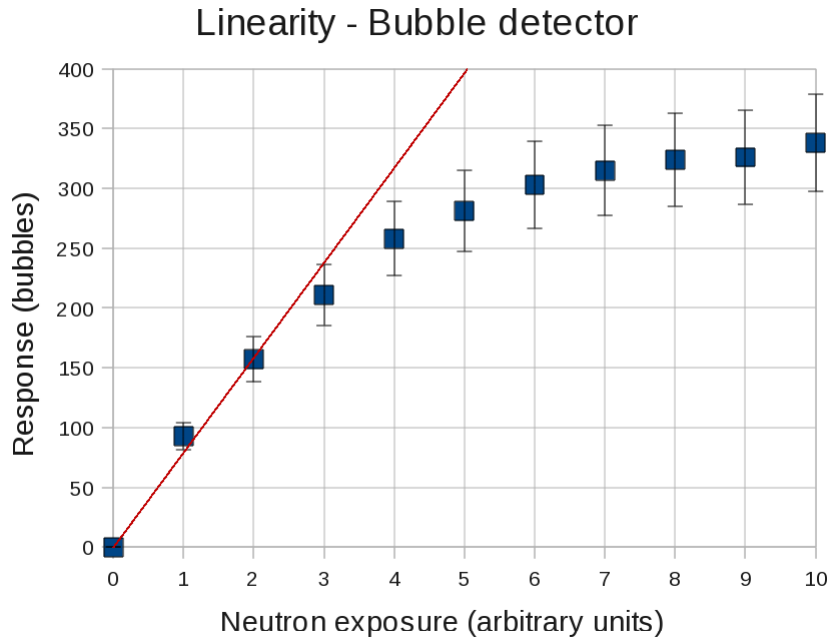 Linearity - Bubble detector
400
350
300
250
200
150
100
50
0
Response (bubbles)
0 1 2 3 4 5 6 7 8 9 10
Neutron exposure (arbitrary units)